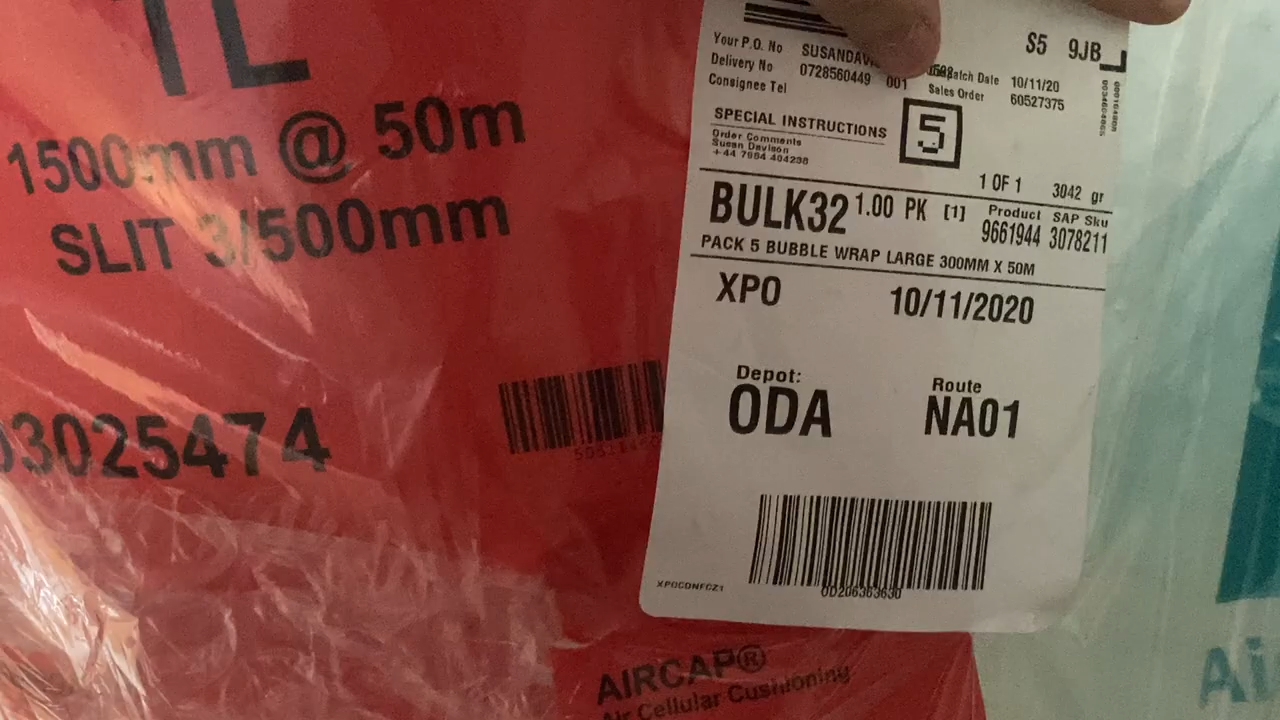 TL
1500mm @ 50m
SLIT 3/500mm
03025474
AIRCAP®
Air Cellular Cushioning
S5 9JB
Your P.O. No
Delivery No 0728560449 001
Consignee Tel
Dispatch Date 10/11/20
Sales Order 60527375
SPECIAL INSTRUCTIONS
Order Comments
Susan Davison
+44 7984 404238
5
1 OF 1 3042 gr
BULK32 1.00 PK [1]
Product SAP Sku
9661944 3078211
PACK 5 BUBBLE WRAP LARGE 300MM X 50M
XPO 10/11/2020
Depot: Route
ODA NA01
OD206363630
XPOCDNFCZ1